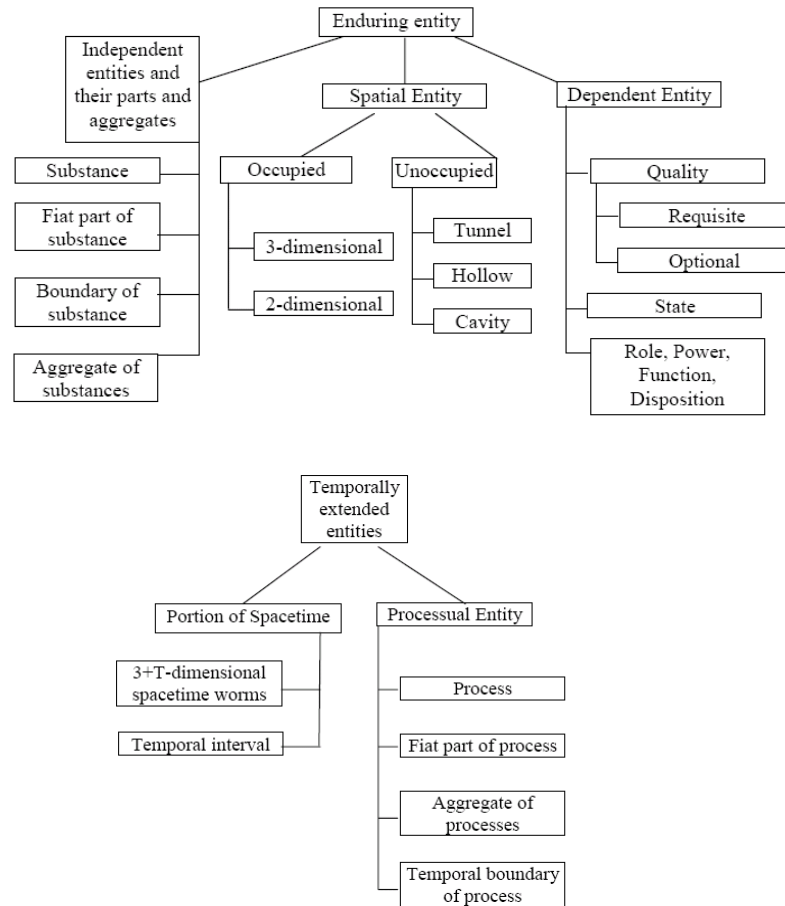 Enduring entity
Independent
entities and
their parts and
aggregates
Spatial Entity
Dependent Entity
Substance
Fiat part of
substance
Boundary of
substance
Aggregate of
substances
Occupied
3-dimensional
2-dimensional
Unoccupied
Tunnel
Hollow
Cavity
Quality
Requisite
Optional
State
Role, Power,
Function,
Disposition
Temporally
extended
entities
Portion of Spacetime
3+T-dimensional
spacetime worms
Temporal interval
Processual Entity
Process
Fiat part of process
Aggregate of
processes
Temporal boundary
of process